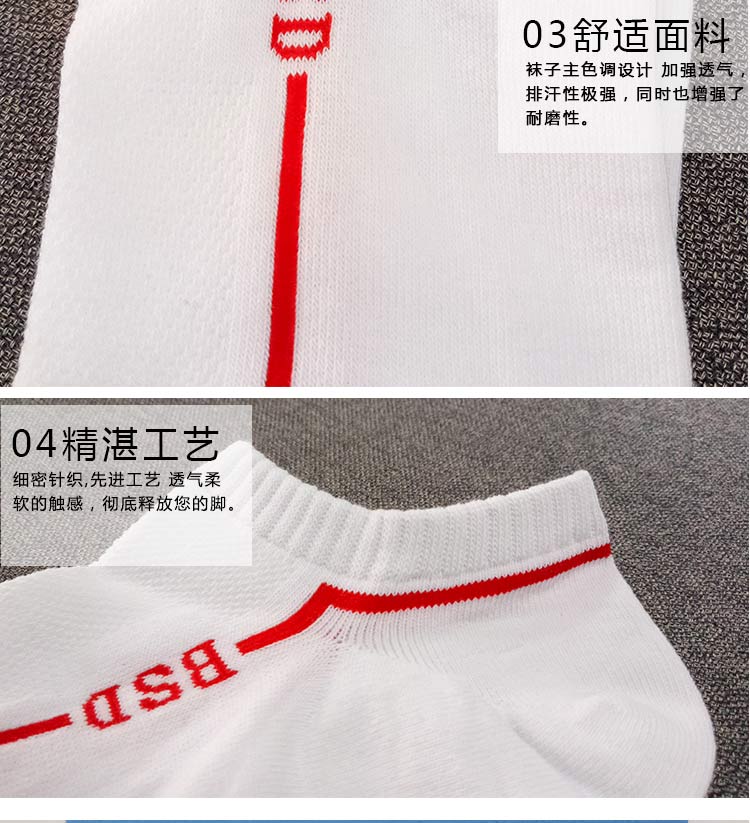 SD
03舒适面料
袜子主色调设计 加强透气，
排汗性极强，同时也增强了
耐磨性。
04精湛工艺
细密针织,先进工艺 透气柔
软的触感，彻底释放您的脚。
BSD